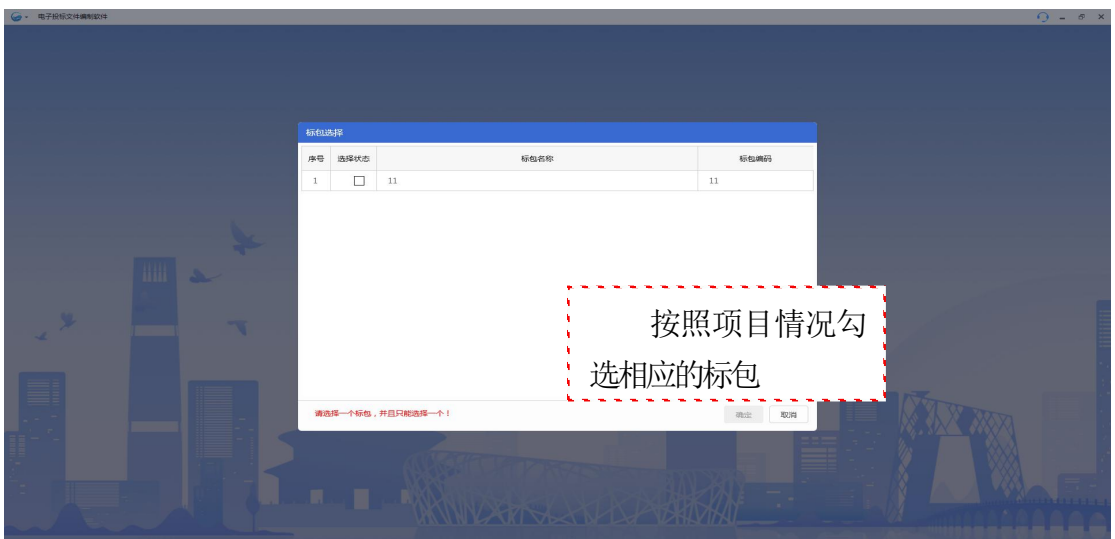 电子投标文件编制软件
标包选择
序号 选择状态 标包名称 标包编码
1 11 11
按照项目情况勾
选相应的标包
请选择一个标包，并且只能选择一个！
确定 取消